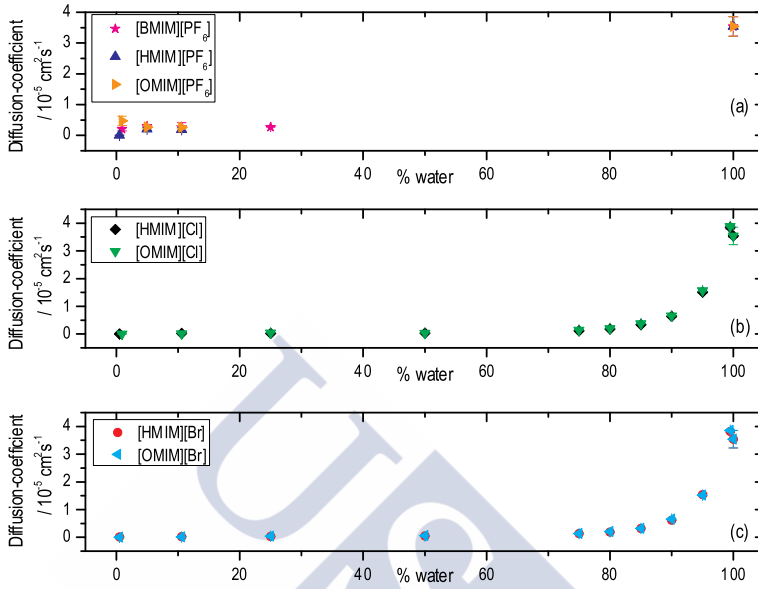 Diffusion-coefficient
/ 10⁻⁵ cm²s⁻¹
4
3
2
1
0
[BMIM][PF₆]
[HMIM][PF₆]
[OMIM][PF₆]
(a)
0 20 40 60 80 100
% water
Diffusion-coefficient
/ 10⁻⁵ cm²s⁻¹
4
3
2
1
0
[HMIM][Cl]
[OMIM][Cl]
(b)
0 20 40 60 80 100
% water
Diffusion-coefficient
/ 10⁻⁵ cm²s⁻¹
4
3
2
1
0
[HMIM][Br]
[OMIM][Br]
(c)
0 20 40 60 80 100
% water